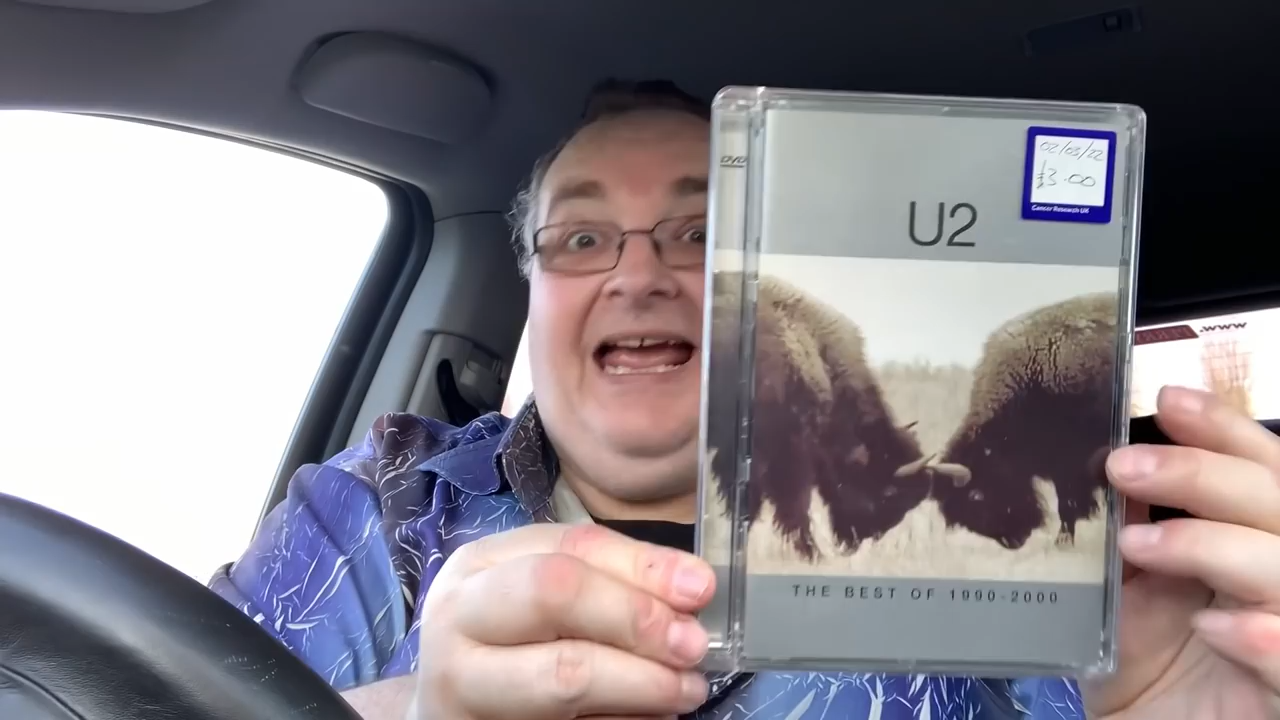 DVD
02/03/22
£3.00
Cancer Research UK
U2
www.
THE BEST OF 1990-2000